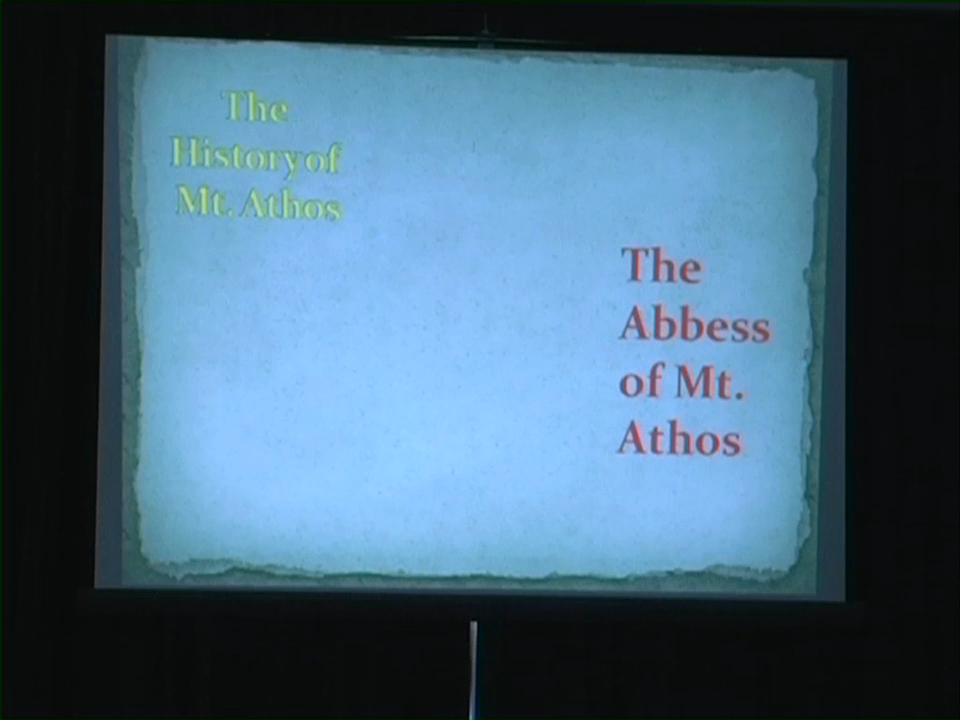 The
History of
Mt. Athos
The
Abbess
of Mt.
Athos